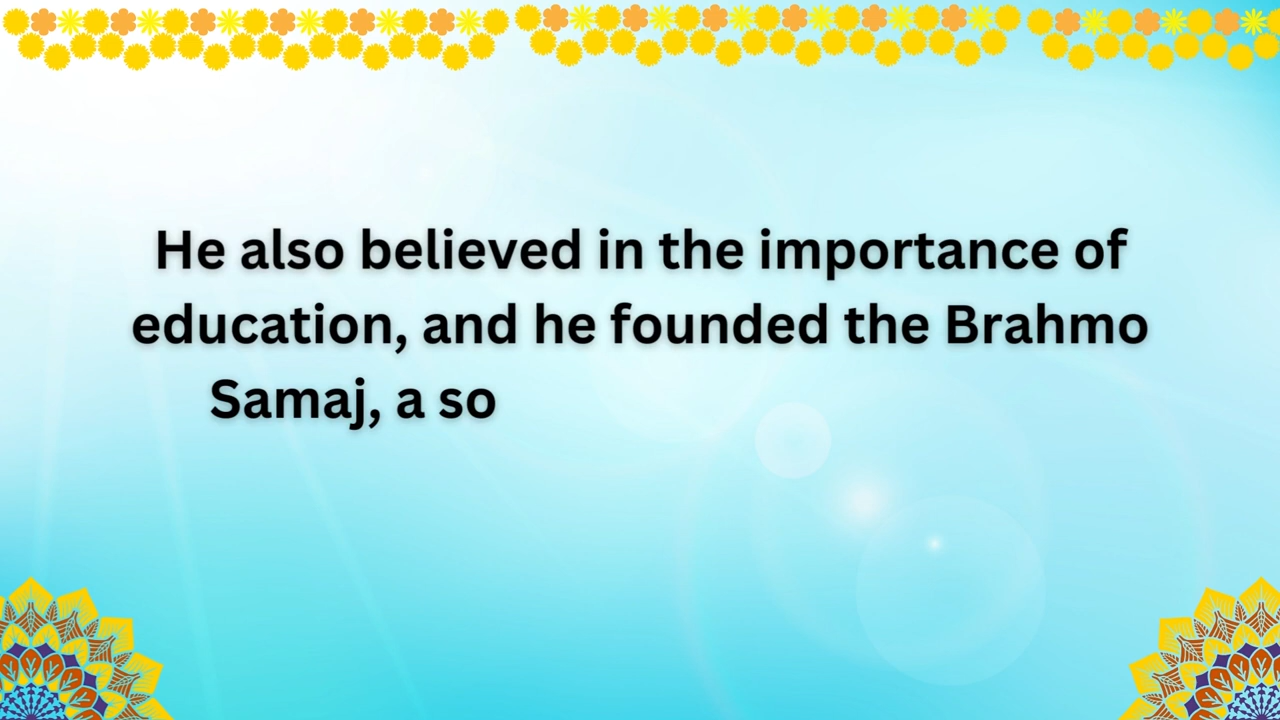 He also believed in the importance of
education, and he founded the Brahmo
Samaj, a so